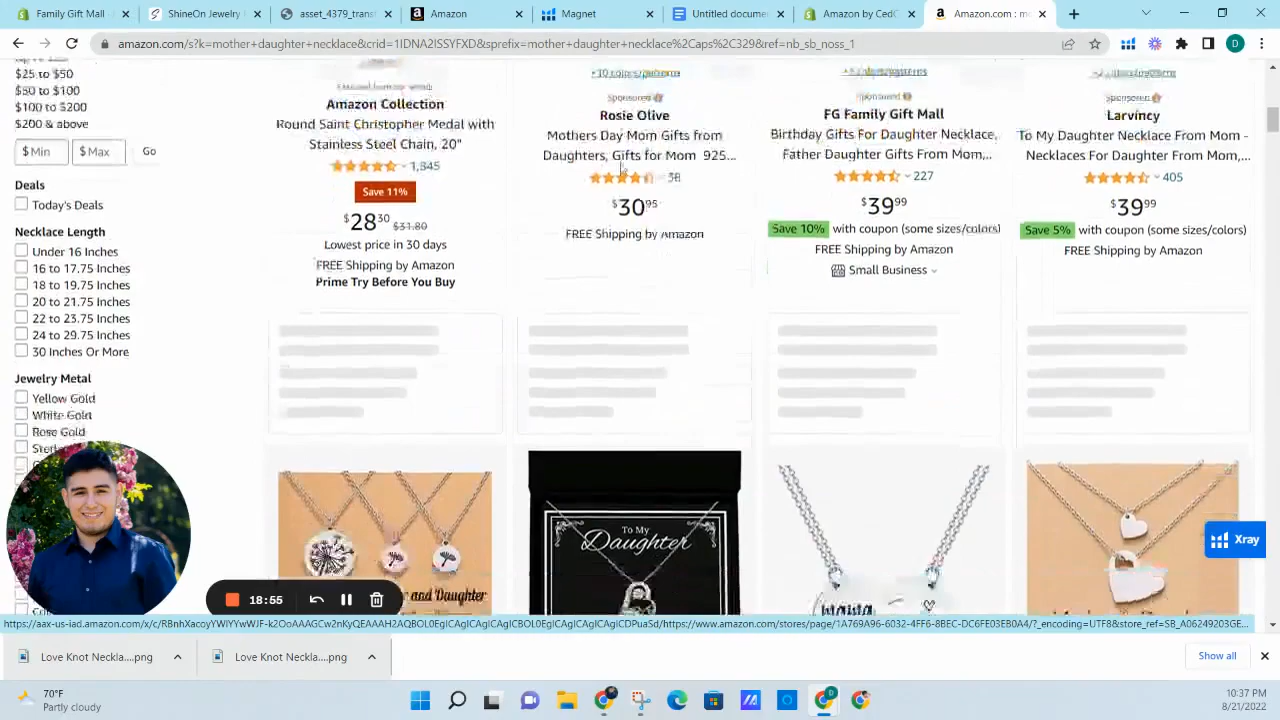 Family Gift Mall
ShineOn Jewelry
asset_4379_transf
Amazon
Magnet
Untitled docume
Amazon by CedC
Amazon.com : mo
amazon.com/s?k=mother+daughter+necklace&crid=1IDNADISSFEXD&sprefix=mother+daughter+necklace%2Caps%2C329&ref=nb_sb_noss_1
D
$25 to $50
$50 to $100
$100 to $200
$200 & above
$ Min
$ Max
Go
Deals
Today's Deals
Necklace Length
Under 16 Inches
16 to 17.75 Inches
18 to 19.75 Inches
20 to 21.75 Inches
22 to 23.75 Inches
24 to 29.75 Inches
30 Inches Or More
Jewelry Metal
Yellow Gold
White Gold
Rose Gold
Amazon Collection
Round Saint Christopher Medal with
Stainless Steel Chain, 20"
1,845
Save 11%
$28 30 $31.80
Lowest price in 30 days
FREE Shipping by Amazon
Prime Try Before You Buy
Sponsored
Rosie Olive
Mothers Day Mom Gifts from
Daughters, Gifts for Mom 925...
38
$30 95
FREE Shipping by Amazon
Sponsored
FG Family Gift Mall
Birthday Gifts For Daughter Necklace,
Father Daughter Gifts From Mom,...
227
$39 99
Save 10% with coupon (some sizes/colors)
FREE Shipping by Amazon
Small Business
Sponsored
Larvincy
To My Daughter Necklace From Mom -
Necklaces For Daughter From Mom,...
405
$39 99
Save 5% with coupon (some sizes/colors)
FREE Shipping by Amazon
and Daughter
To My
Daughter
Xray
18:55
Love Knot Neckla....png
Love Knot Neckla....png
Show all
70°F
Partly cloudy
10:37 PM
8/21/2022